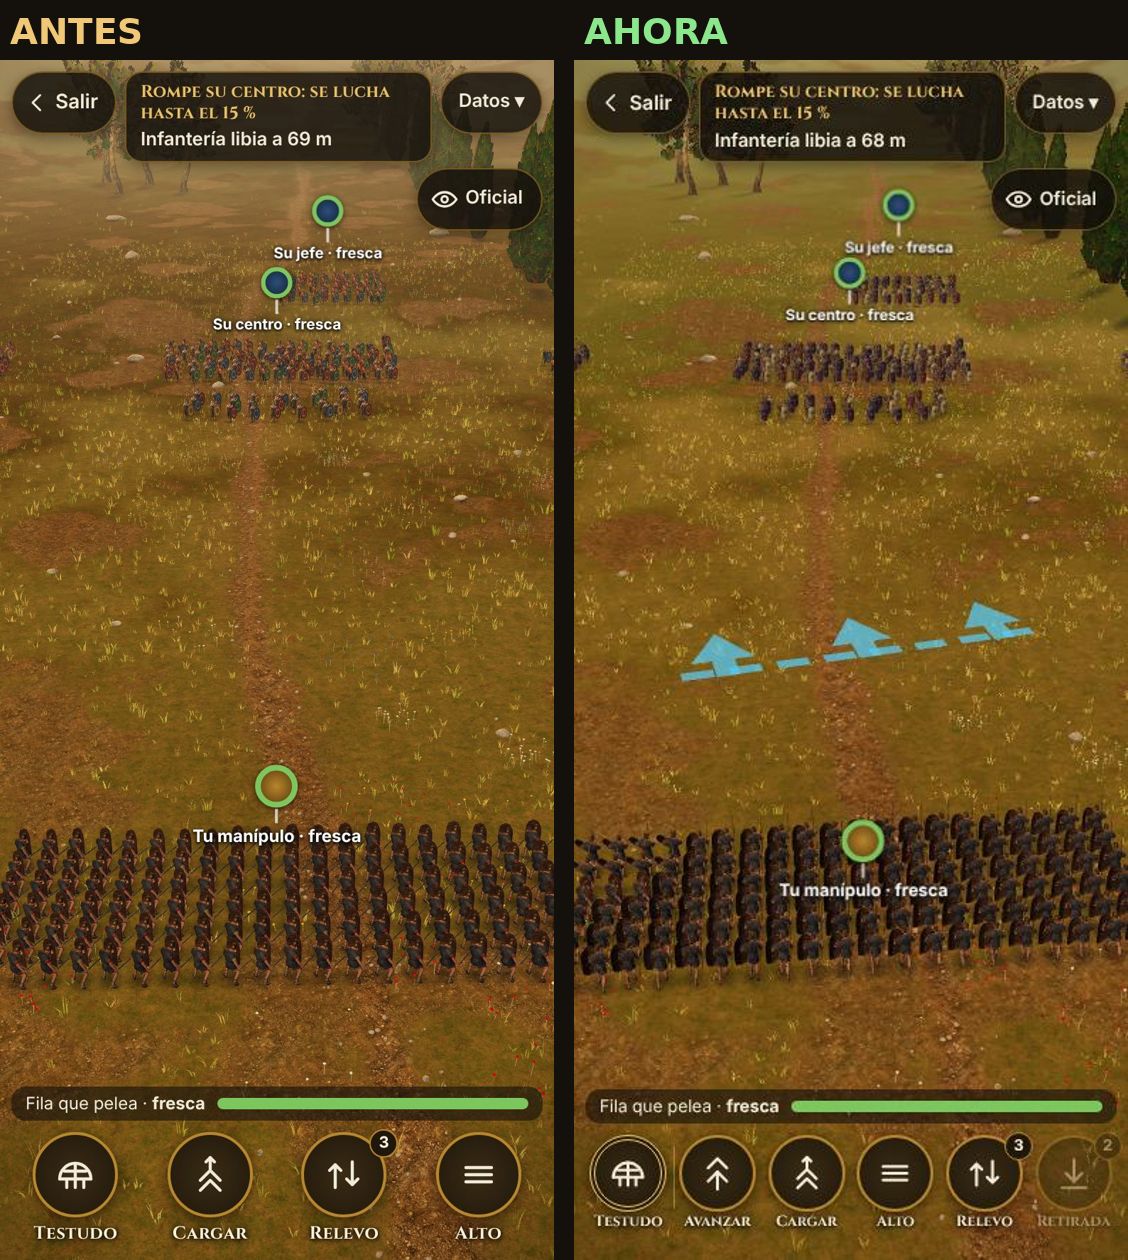 ANTES
Salir
ROMPE SU CENTRO: SE LUCHA
HASTA EL 15 %
Infantería libia a 69 m
Datos ▾
Oficial
Su jefe · fresca
Su centro · fresca
Tu manípulo · fresca
Fila que pelea · fresca
3
TESTUDO
CARGAR
RELEVO
ALTO
AHORA
Salir
ROMPE SU CENTRO: SE LUCHA
HASTA EL 15 %
Infantería libia a 68 m
Datos ▾
Oficial
Su jefe · fresca
Su centro · fresca
Tu manípulo · fresca
Fila que pelea · fresca
3
2
TESTUDO
AVANZAR
CARGAR
ALTO
RELEVO
RETIRADA